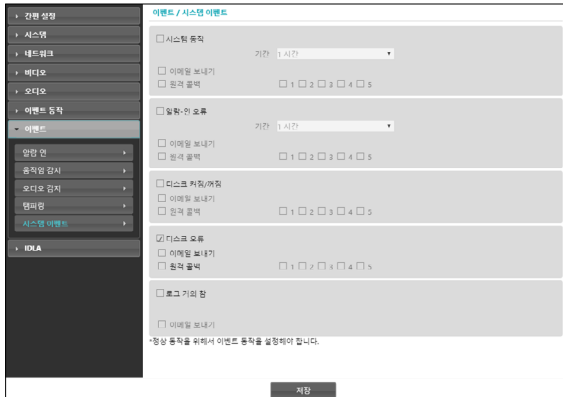 간편 설정
시스템
네트워크
비디오
오디오
이벤트 동작
이벤트
알람 인
움직임 감시
오디오 감지
탬퍼링
시스템 이벤트
IDLA
이벤트 / 시스템 이벤트
시스템 동작
기간 1 시간
이메일 보내기
원격 콜백 1 2 3 4 5
알람-인 오류
기간 1 시간
이메일 보내기
원격 콜백 1 2 3 4 5
디스크 켜짐/꺼짐
이메일 보내기
원격 콜백 1 2 3 4 5
디스크 오류
이메일 보내기
원격 콜백 1 2 3 4 5
로그 거의 참
이메일 보내기
*정상 동작을 위해서 이벤트 동작을 설정해야 합니다.
저장